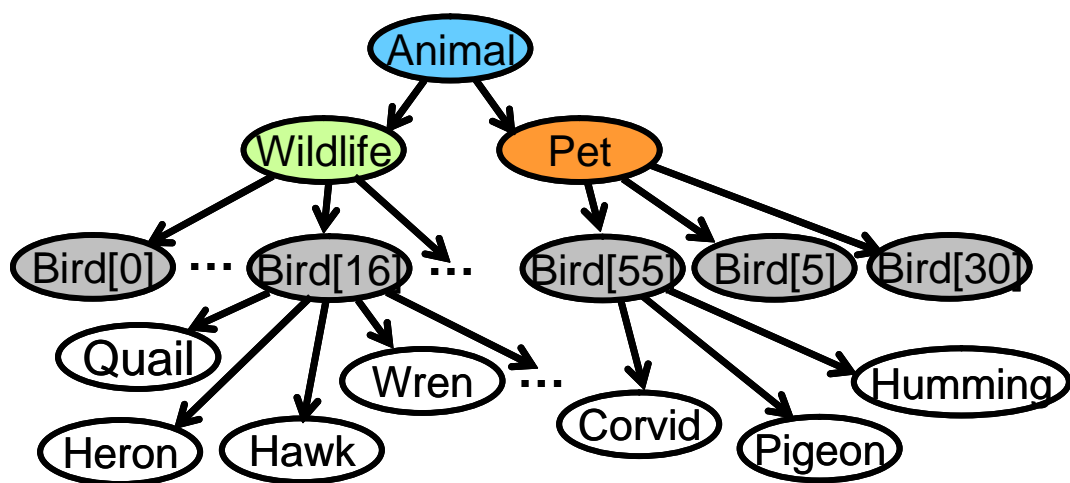 Animal
Wildlife
Pet
Bird[0]
...
Bird[16]
...
Bird[55]
Bird[5]
Bird[30]
Quail
Wren
...
Humming
Heron
Hawk
Corvid
Pigeon